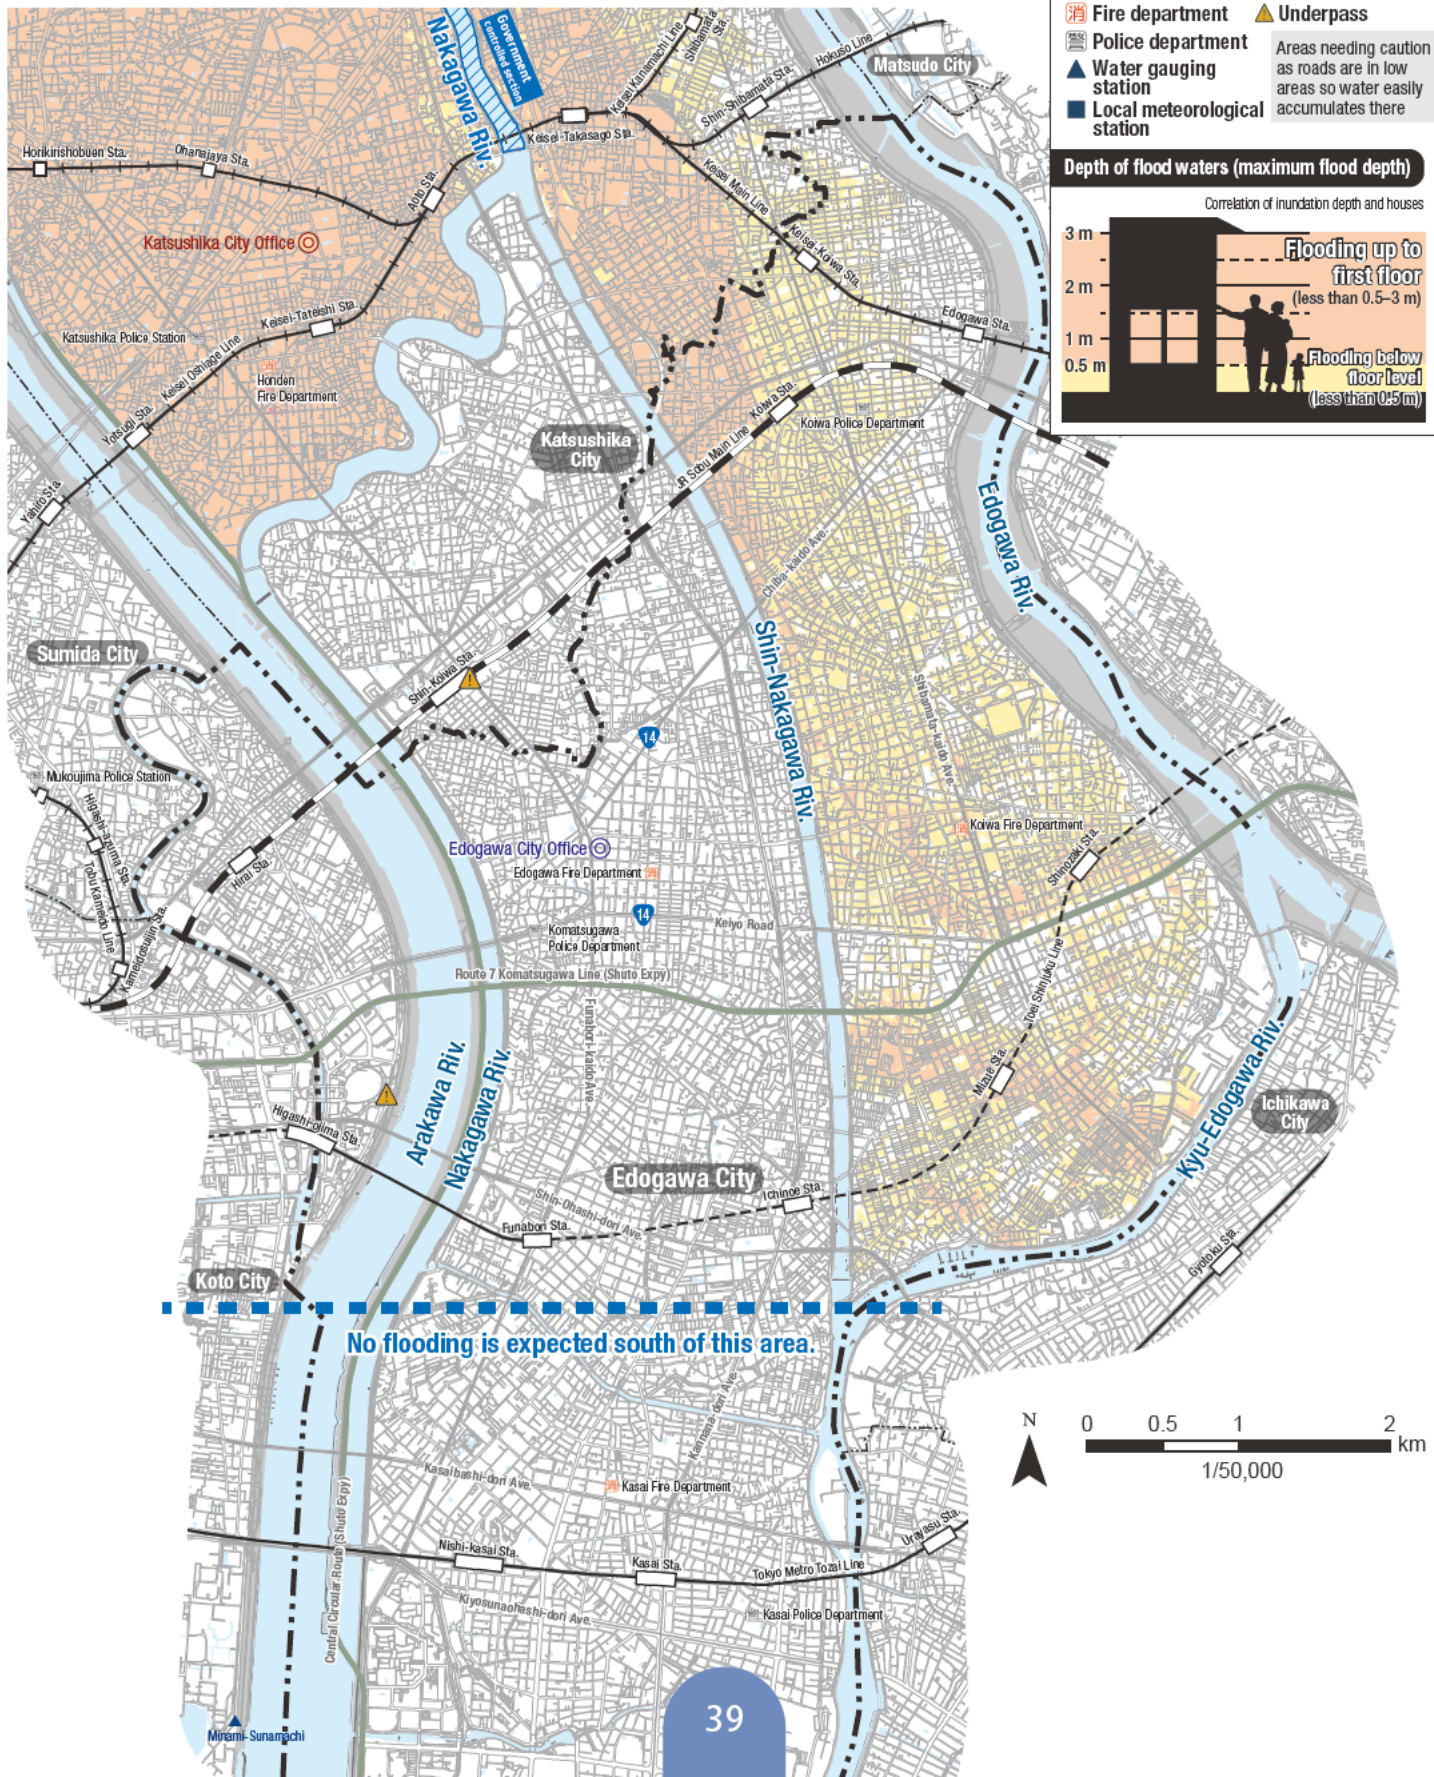 消 Fire department
Underpass
警 Police department
Water gauging
station
Local meteorological
station
Areas needing caution
as roads are in low
areas so water easily
accumulates there
Depth of flood waters (maximum flood depth)
Correlation of inundation depth and houses
3 m
2 m
1 m
0.5 m
Flooding up to
first floor
(less than 0.5–3 m)
Flooding below
floor level
(less than 0.5 m)
Nakagawa Riv.
Government
controlled section
Keisei Kanamachi Line
Shibamata
Sta.
Hokuso Line
Matsudo City
Shin-Shibamata Sta.
Keisei-Takasago Sta.
Horikirishobuen Sta.
Ohanajaya Sta.
Aoto Sta.
Keisei Main Line
Katsushika City Office
Keisei-Koiwa Sta.
Edogawa Sta.
Keisei-Tateishi Sta.
Katsushika Police Station
Keisei Oshiage Line
消
Honden
Fire Department
Yotsugi Sta.
Koiwa Sta.
Koiwa Police Department
Katsushika
City
JR Sobu Main Line
Yahiro Sta.
Edogawa Riv.
Chiba-kaido Ave.
Sumida City
Shin-Koiwa Sta.
Shin-Nakagawa Riv.
Shibamata-kaido Ave.
14
Mukoujima Police Station
Higashi-azuma Sta.
Tobu Kameido Line
Hirai Sta.
Edogawa City Office
Edogawa Fire Department 消
消 Koiwa Fire Department
Shinozaki Sta.
Kameidosuijin Sta.
14
Komatsugawa
Police Department
Keiyo Road
Route 7 Komatsugawa Line (Shuto Expy)
Toei Shinjuku Line
Funabori-kaido Ave.
Arakawa Riv.
Nakagawa Riv.
Mizue Sta.
Kyu-Edogawa Riv.
Ichikawa
City
Higashi-ojima Sta.
Edogawa City
Ichinoe Sta.
Shin-Ohashi-dori Ave.
Funabori Sta.
Gyotoku Sta.
Koto City
No flooding is expected south of this area.
Kannana-dori Ave.
N
0 0.5 1 2
km
1/50,000
Kasaibashi-dori Ave.
消 Kasai Fire Department
Central Circular Route (Shuto Expy)
Urayasu Sta.
Nishi-kasai Sta.
Kasai Sta.
Tokyo Metro Tozai Line
Kiyosunaohashi-dori Ave.
Kasai Police Department
Minami-Sunamachi
39